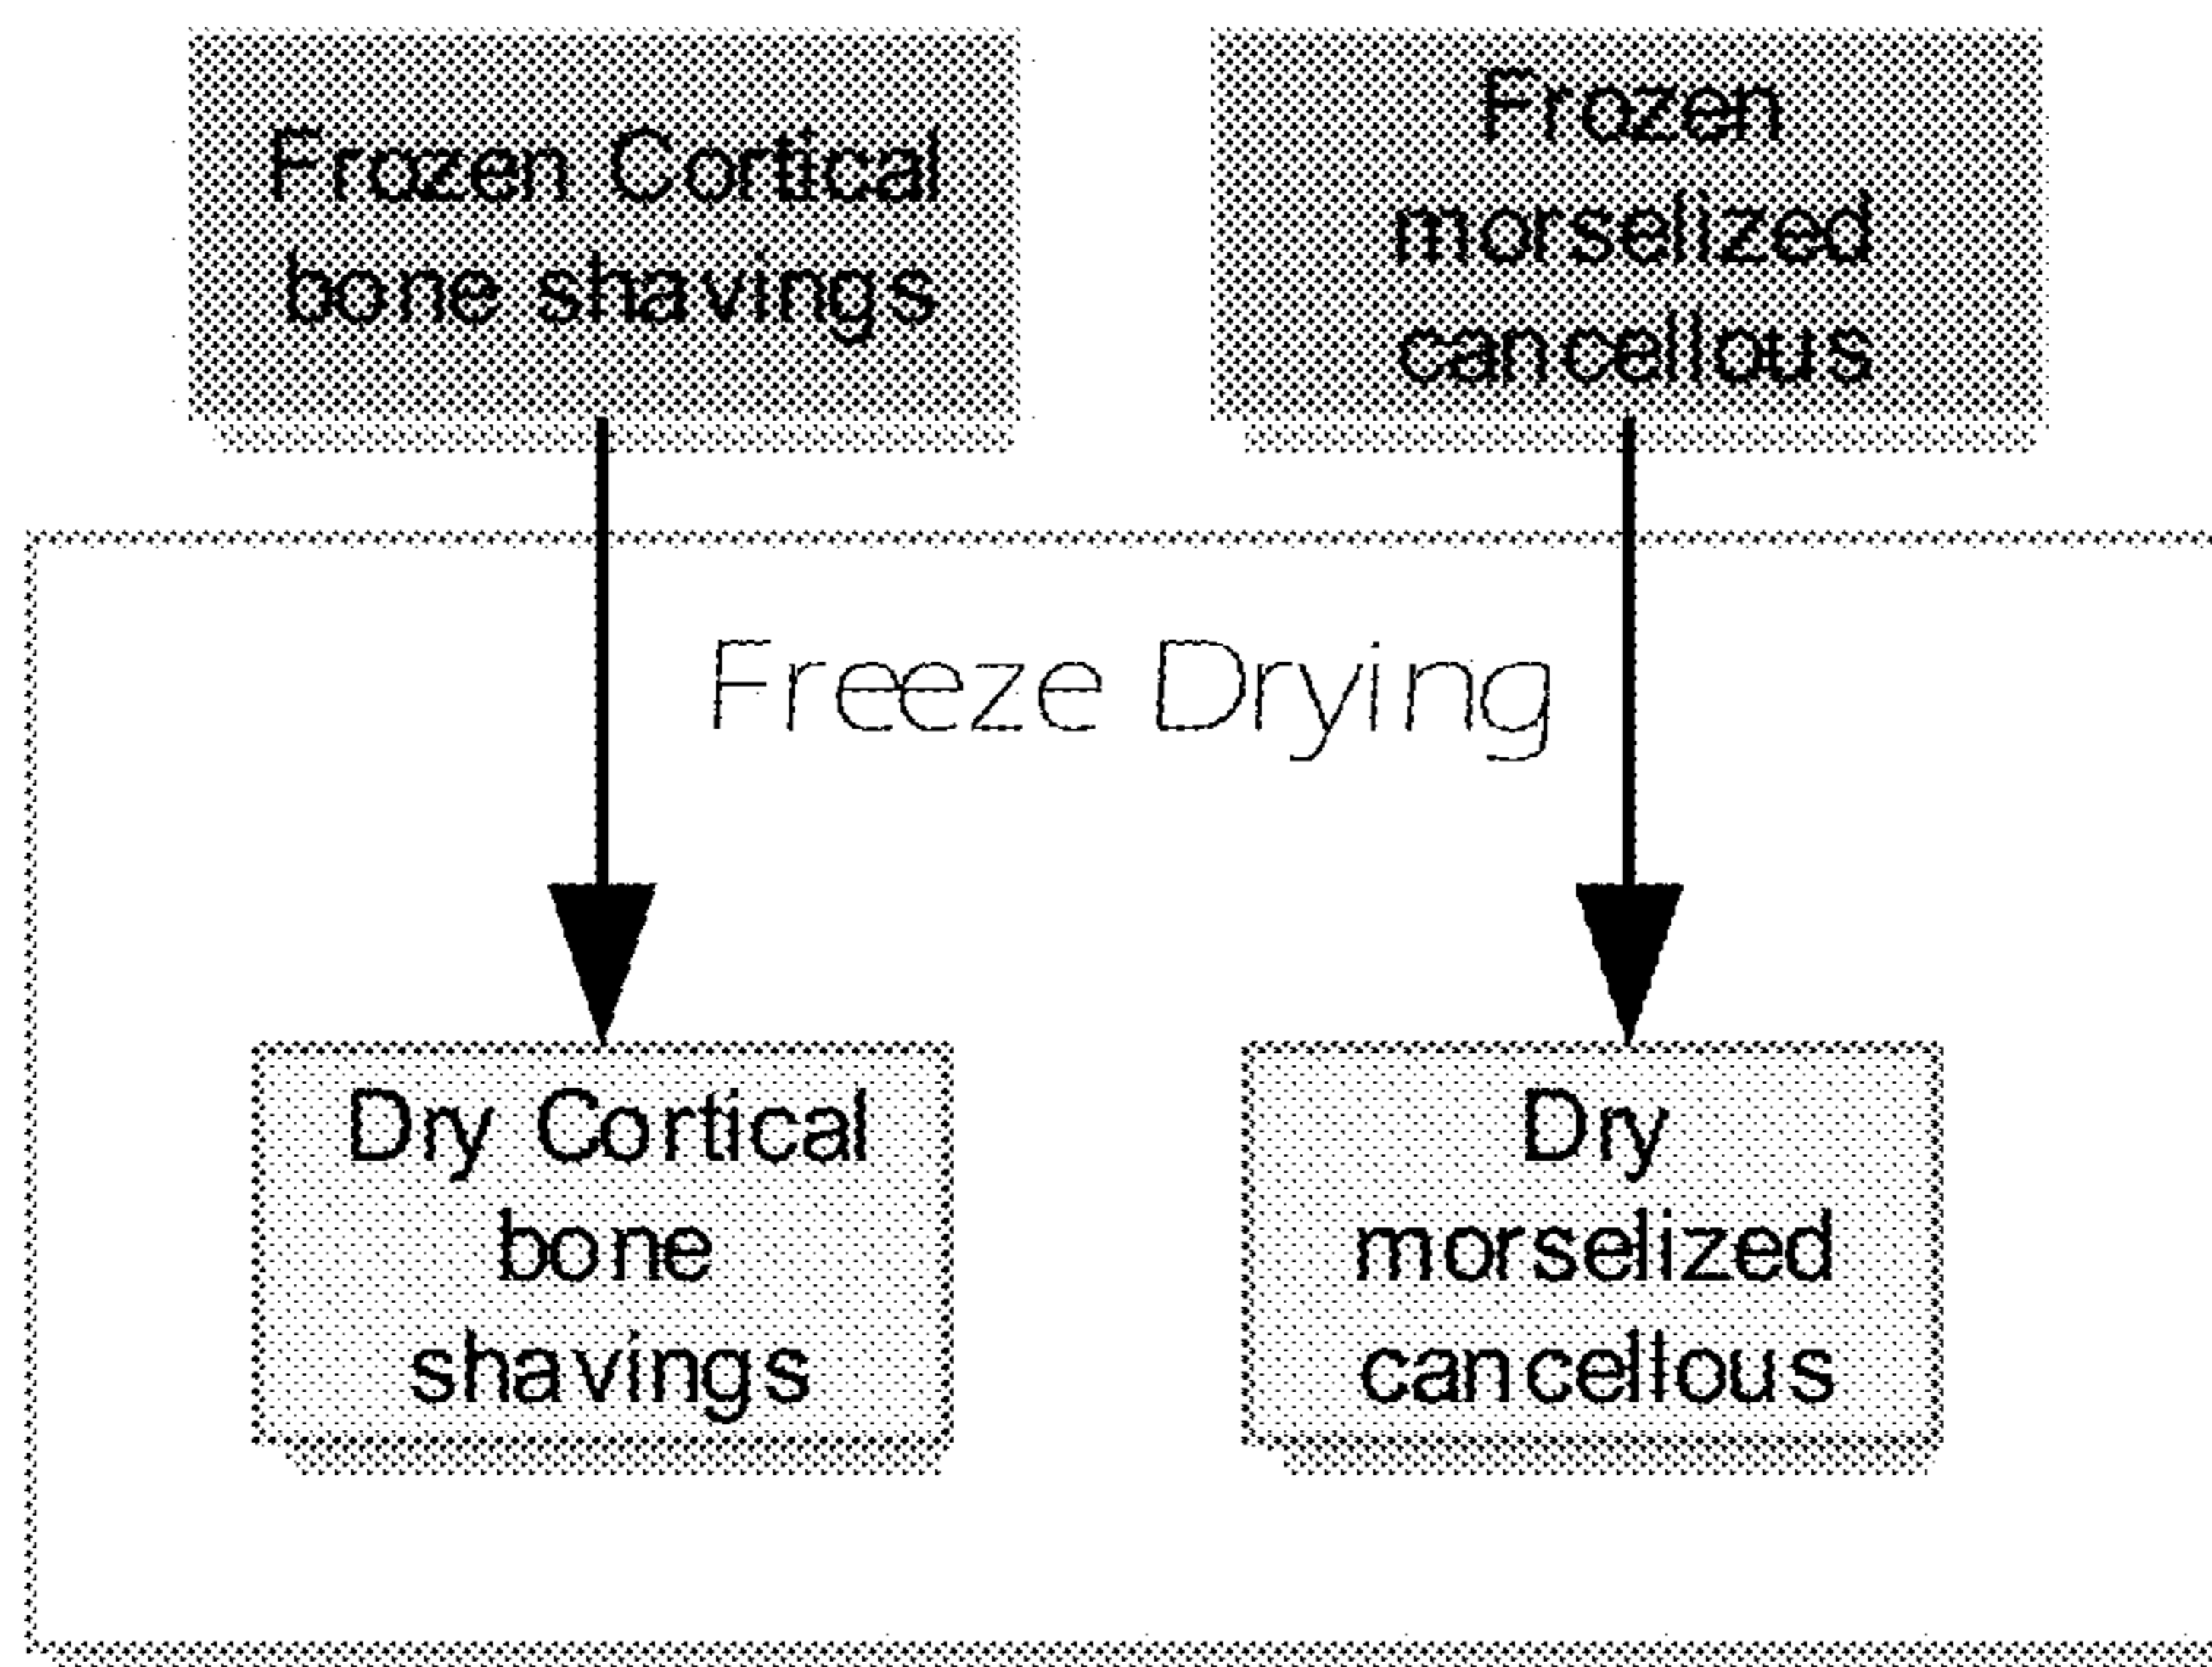 Frozen Cortical
bone shavings
Frozen
morselized
cancellous
Freeze Drying
Dry Cortical
bone
shavings
Dry
morselized
cancellous